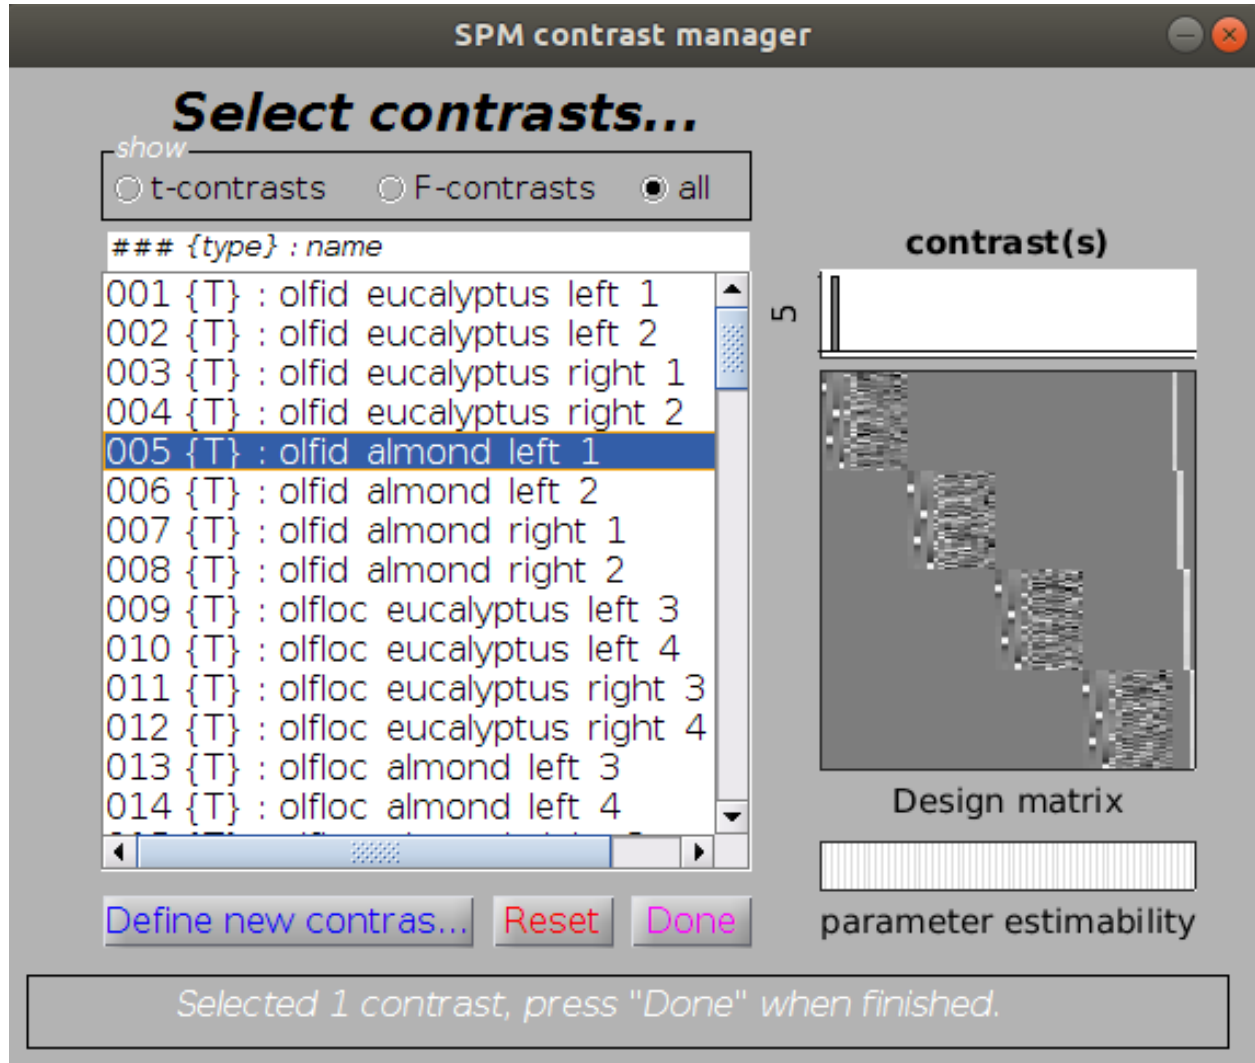 SPM contrast manager
Select contrasts...
show
t-contrasts F-contrasts all
### {type} : name
001 {T} : olfid eucalyptus left 1
002 {T} : olfid eucalyptus left 2
003 {T} : olfid eucalyptus right 1
004 {T} : olfid eucalyptus right 2
005 {T} : olfid almond left 1
006 {T} : olfid almond left 2
007 {T} : olfid almond right 1
008 {T} : olfid almond right 2
009 {T} : olfloc eucalyptus left 3
010 {T} : olfloc eucalyptus left 4
011 {T} : olfloc eucalyptus right 3
012 {T} : olfloc eucalyptus right 4
013 {T} : olfloc almond left 3
014 {T} : olfloc almond left 4
Define new contras... Reset Done
contrast(s)
5
Design matrix
parameter estimability
Selected 1 contrast, press "Done" when finished.